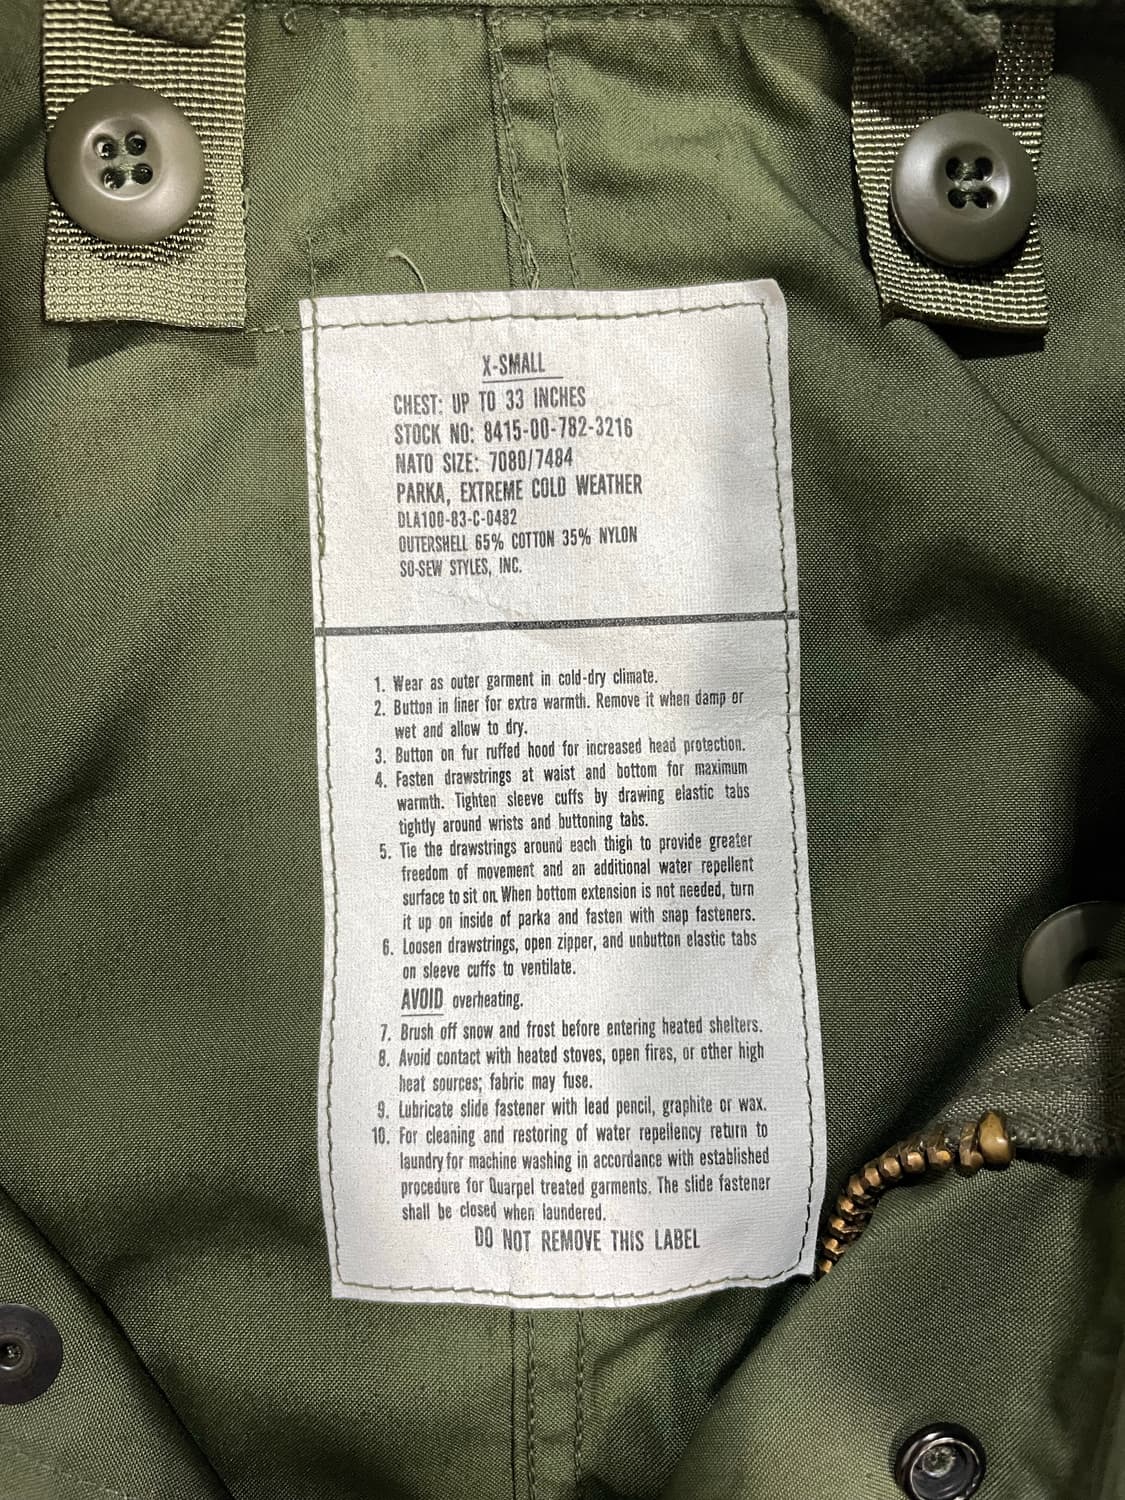 X-SMALL
CHEST: UP TO 33 INCHES
STOCK NO: 8415-00-782-3216
NATO SIZE: 7080/7484
PARKA, EXTREME COLD WEATHER
DLA100-83-C-0482
OUTERSHELL 65% COTTON 35% NYLON
SO-SEW STYLES, INC.
1. Wear as outer garment in cold-dry climate.
2. Button in liner for extra warmth. Remove it when damp or
wet and allow to dry.
3. Button on fur ruffed hood for increased head protection.
4. Fasten drawstrings at waist and bottom for maximum
warmth. Tighten sleeve cuffs by drawing elastic tabs
tightly around wrists and buttoning tabs.
5. Tie the drawstrings around each thigh to provide greater
freedom of movement and an additional water repellent
surface to sit on. When bottom extension is not needed, turn
it up on inside of parka and fasten with snap fasteners.
6. Loosen drawstrings, open zipper, and unbutton elastic tabs
on sleeve cuffs to ventilate.
AVOID overheating.
7. Brush off snow and frost before entering heated shelters.
8. Avoid contact with heated stoves, open fires, or other high
heat sources; fabric may fuse.
9. Lubricate slide fastener with lead pencil, graphite or wax.
10. For cleaning and restoring of water repellency return to
laundry for machine washing in accordance with established
procedure for Quarpel treated garments. The slide fastener
shall be closed when laundered.
DO NOT REMOVE THIS LABEL